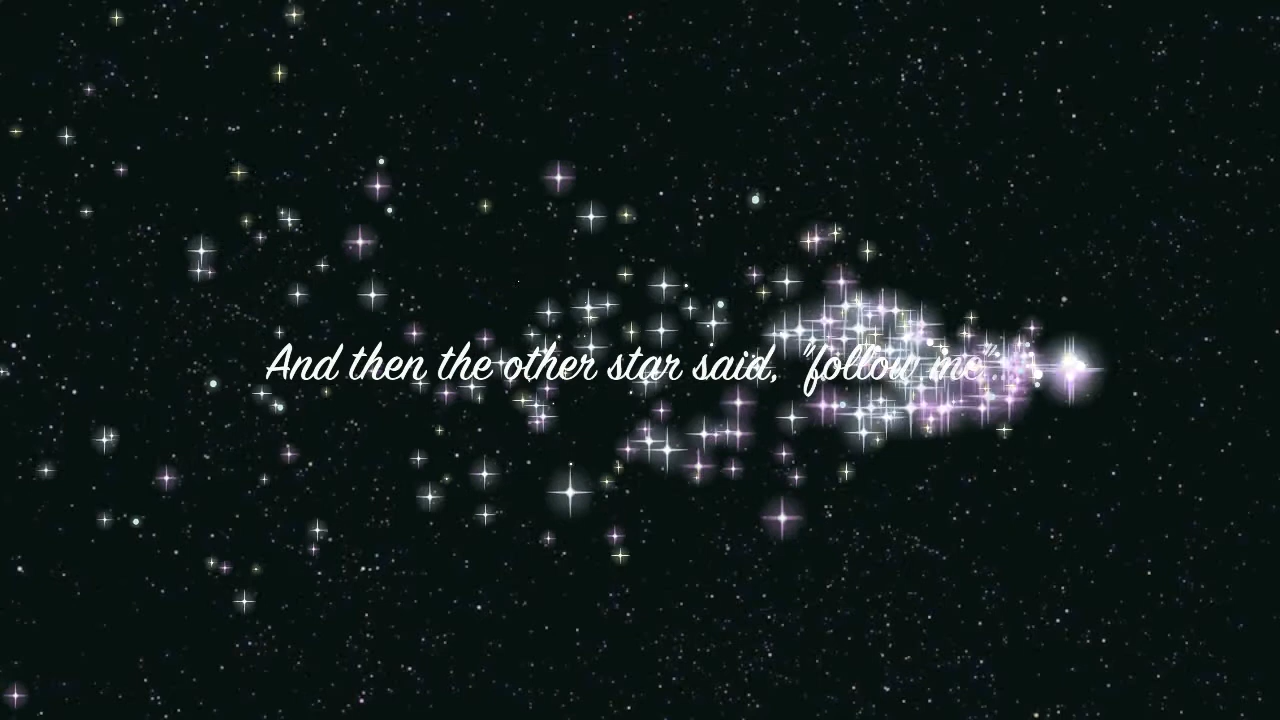 And then the other star said, "follow me"...